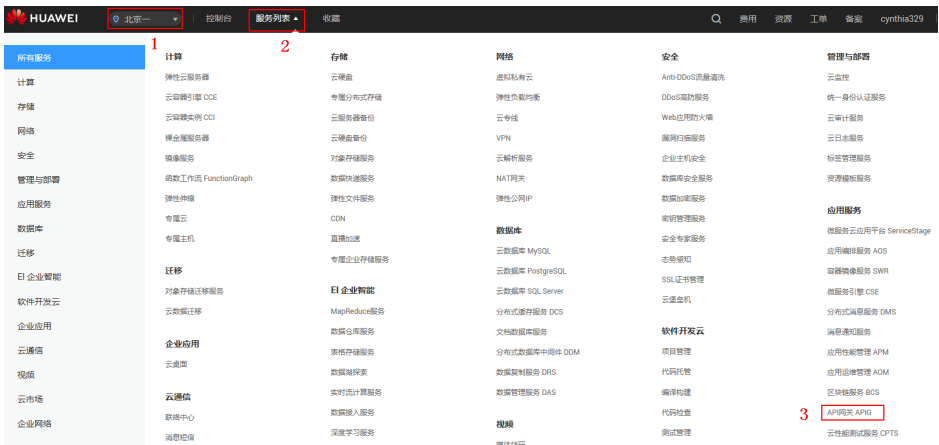 HUAWEI 北京一 控制台 服务列表 收藏 费用 资源 工单 备案 cynthia329
1 2
所有服务
计算
存储
网络
安全
管理与部署
应用服务
数据库
迁移
EI 企业智能
软件开发云
企业应用
云通信
视频
云市场
企业网络
计算
弹性云服务器
云容器引擎 CCE
云容器实例 CCI
裸金属服务器
镜像服务
函数工作流 FunctionGraph
弹性伸缩
专属云
专属主机
迁移
对象存储迁移服务
云数据迁移
企业应用
云桌面
云通信
联络中心
消息短信
存储
云硬盘
专属分布式存储
云服务器备份
云硬盘备份
对象存储服务
数据快递服务
弹性文件服务
CDN
直播加速
专属企业存储服务
EI 企业智能
MapReduce服务
数据仓库服务
表格存储服务
数据湖探索
实时流计算服务
数据接入服务
深度学习服务
网络
虚拟私有云
弹性负载均衡
云专线
VPN
云解析服务
NAT网关
弹性公网IP
数据库
云数据库 MySQL
云数据库 PostgreSQL
云数据库 SQL Server
分布式缓存服务 DCS
文档数据库服务
分布式数据库中间件 DDM
数据复制服务 DRS
数据管理服务 DAS
视频
媒体转码
安全
Anti-DDoS流量清洗
DDoS高防服务
Web应用防火墙
漏洞扫描服务
企业主机安全
数据库安全服务
数据加密服务
密钥管理服务
安全专家服务
态势感知
SSL证书管理
云堡垒机
软件开发云
项目管理
代码托管
编译构建
代码检查
测试管理
管理与部署
云监控
统一身份认证服务
云审计服务
云日志服务
标签管理服务
资源模板服务
应用服务
微服务云应用平台 ServiceStage
应用编排服务 AOS
容器镜像服务 SWR
微服务引擎 CSE
分布式消息服务 DMS
消息通知服务
应用性能管理 APM
应用运维管理 AOM
区块链服务 BCS
3 API网关 APIG
云性能测试服务 CPTS